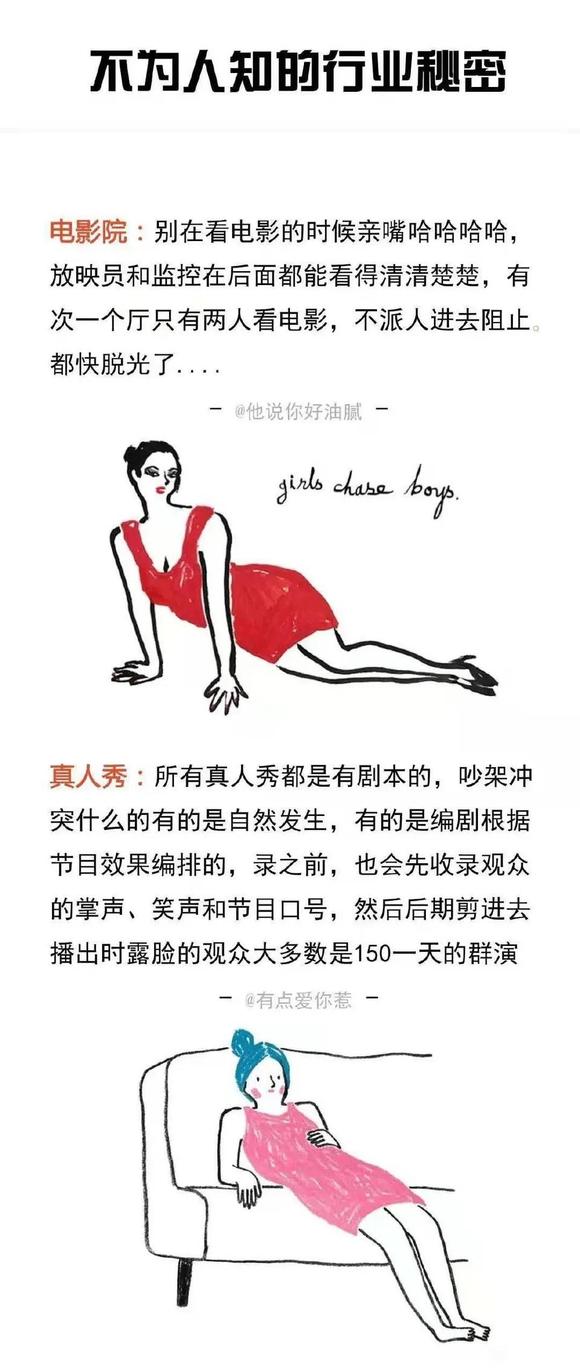 不为人知的行业秘密
电影院：别在看电影的时候亲嘴哈哈哈哈，
放映员和监控在后面都能看得清清楚楚，有
次一个厅只有两人看电影，不派人进去阻止。
都快脱光了....
- @他说你好油腻 -
girls chase boys.
真人秀：所有真人秀都是有剧本的，吵架冲
突什么的有的是自然发生，有的是编剧根据
节目效果编排的，录之前，也会先收录观众
的掌声、笑声和节目口号，然后后期剪进去
播出时露脸的观众大多数是150一天的群演
- @有点爱你惹 -